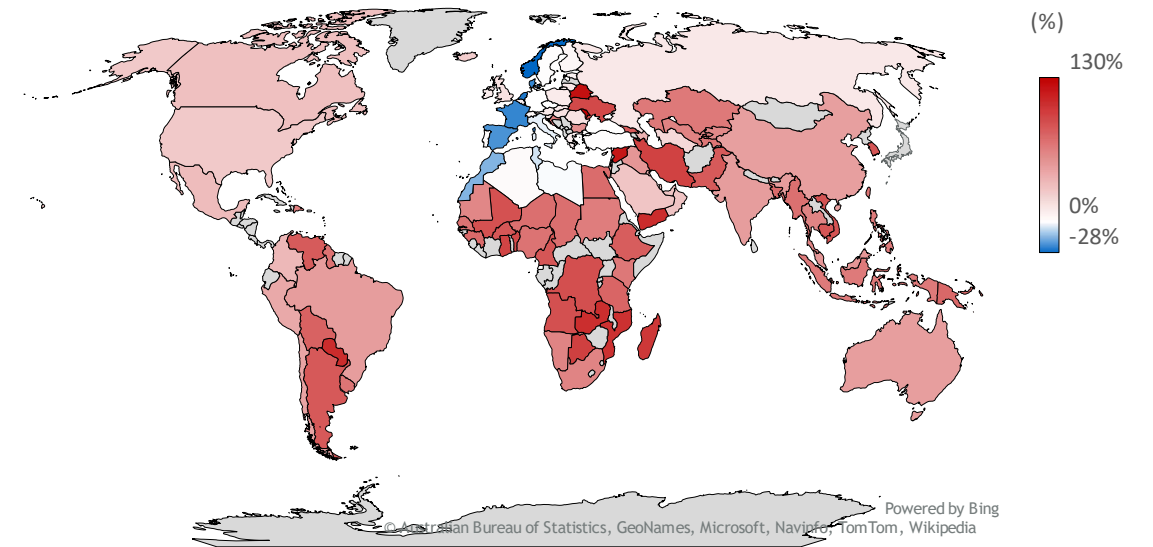 (%)
130%
0%
-28%
Powered by Bing
© Australian Bureau of Statistics, GeoNames, Microsoft, Navinfo, TomTom, Wikipedia